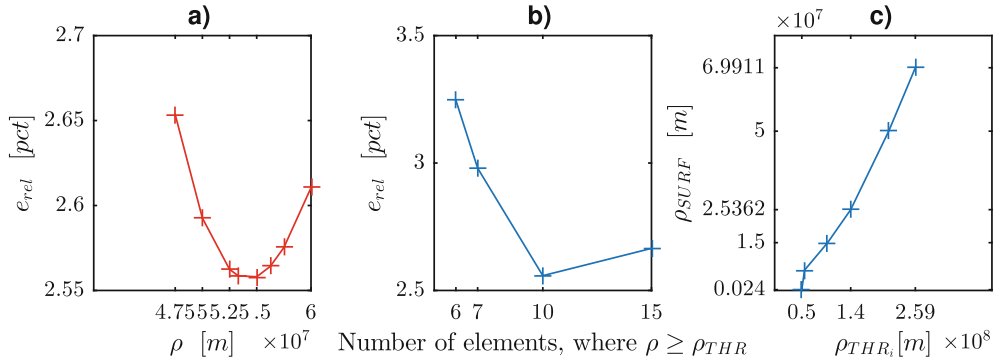 a)
2.7
2.65
2.6
2.55
e_rel [pct]
4.75 5 5.25 5.5 6
ρ [m] ×10^7
b)
3.5
3
2.5
e_rel [pct]
6 7 10 15
Number of elements, where ρ ≥ ρ_THR
c)
×10^7
6.9911
5
2.5362
1.5
0.024
ρ_SURF [m]
0.5 1.4 2.59
ρ_THR_i [m] ×10^8